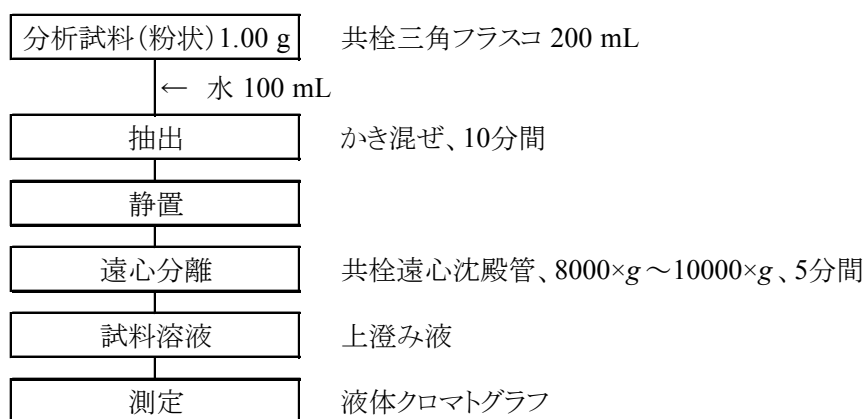 分析試料(粉状)1.00 g 共栓三角フラスコ 200 mL
← 水 100 mL
抽出 かき混ぜ、10分間
静置
遠心分離 共栓遠心沈殿管、8000×g～10000×g、5分間
試料溶液 上澄み液
測定 液体クロマトグラフ